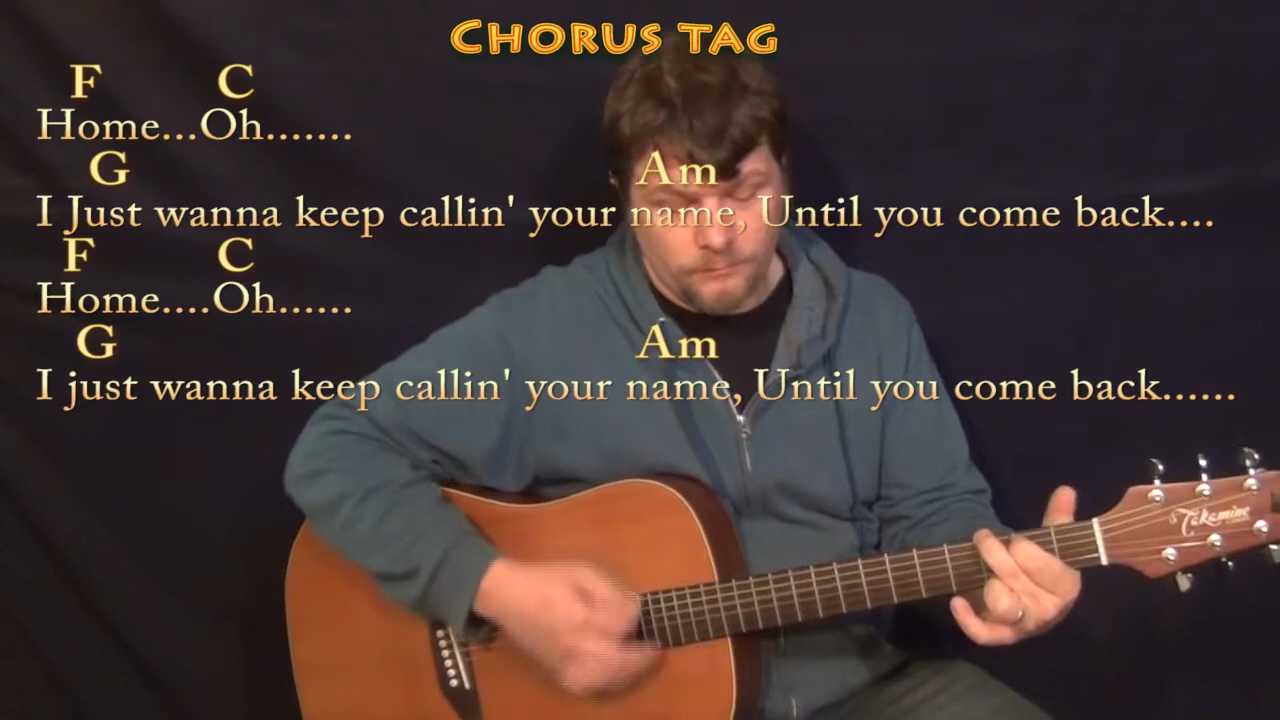 CHORUS TAG
F C
Home...Oh.......
G Am
I Just wanna keep callin' your name, Until you come back....
F C
Home....Oh......
G Am
I just wanna keep callin' your name, Until you come back......
Takamine